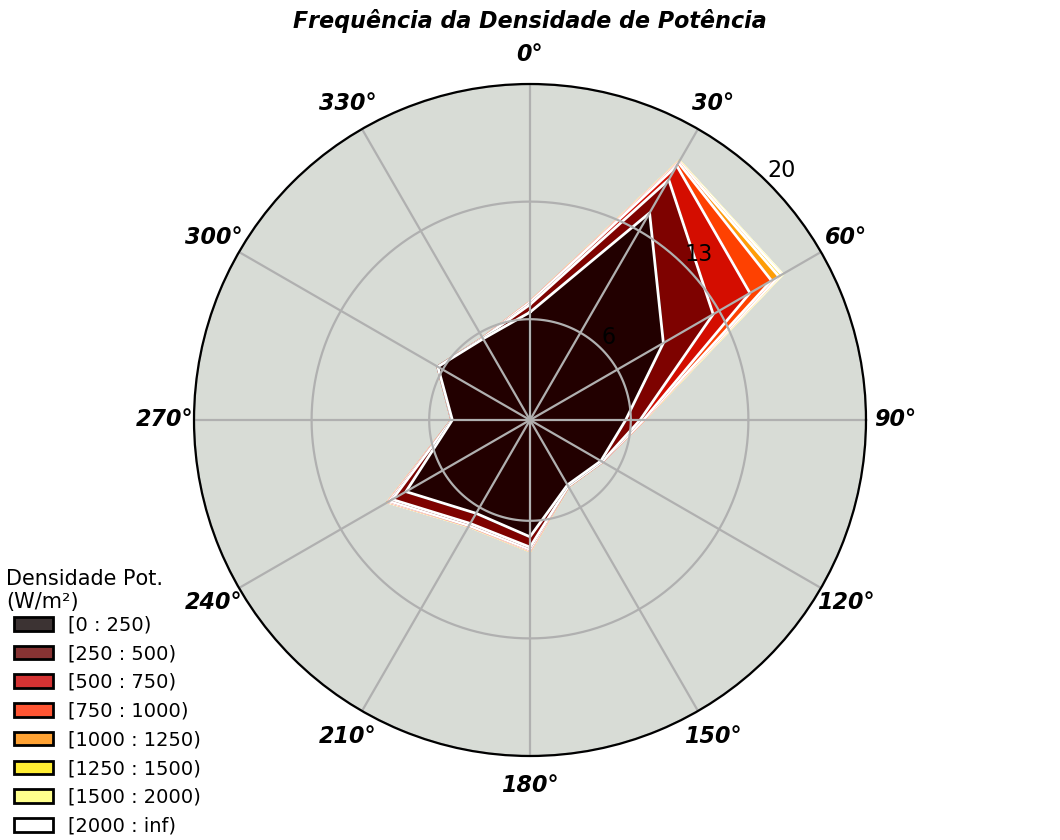 Frequência da Densidade de Potência
0°
330°
30°
20
300°
60°
13
6
270°
90°
240°
120°
210°
150°
180°
Densidade Pot.
(W/m²)
[0 : 250)
[250 : 500)
[500 : 750)
[750 : 1000)
[1000 : 1250)
[1250 : 1500)
[1500 : 2000)
[2000 : inf)